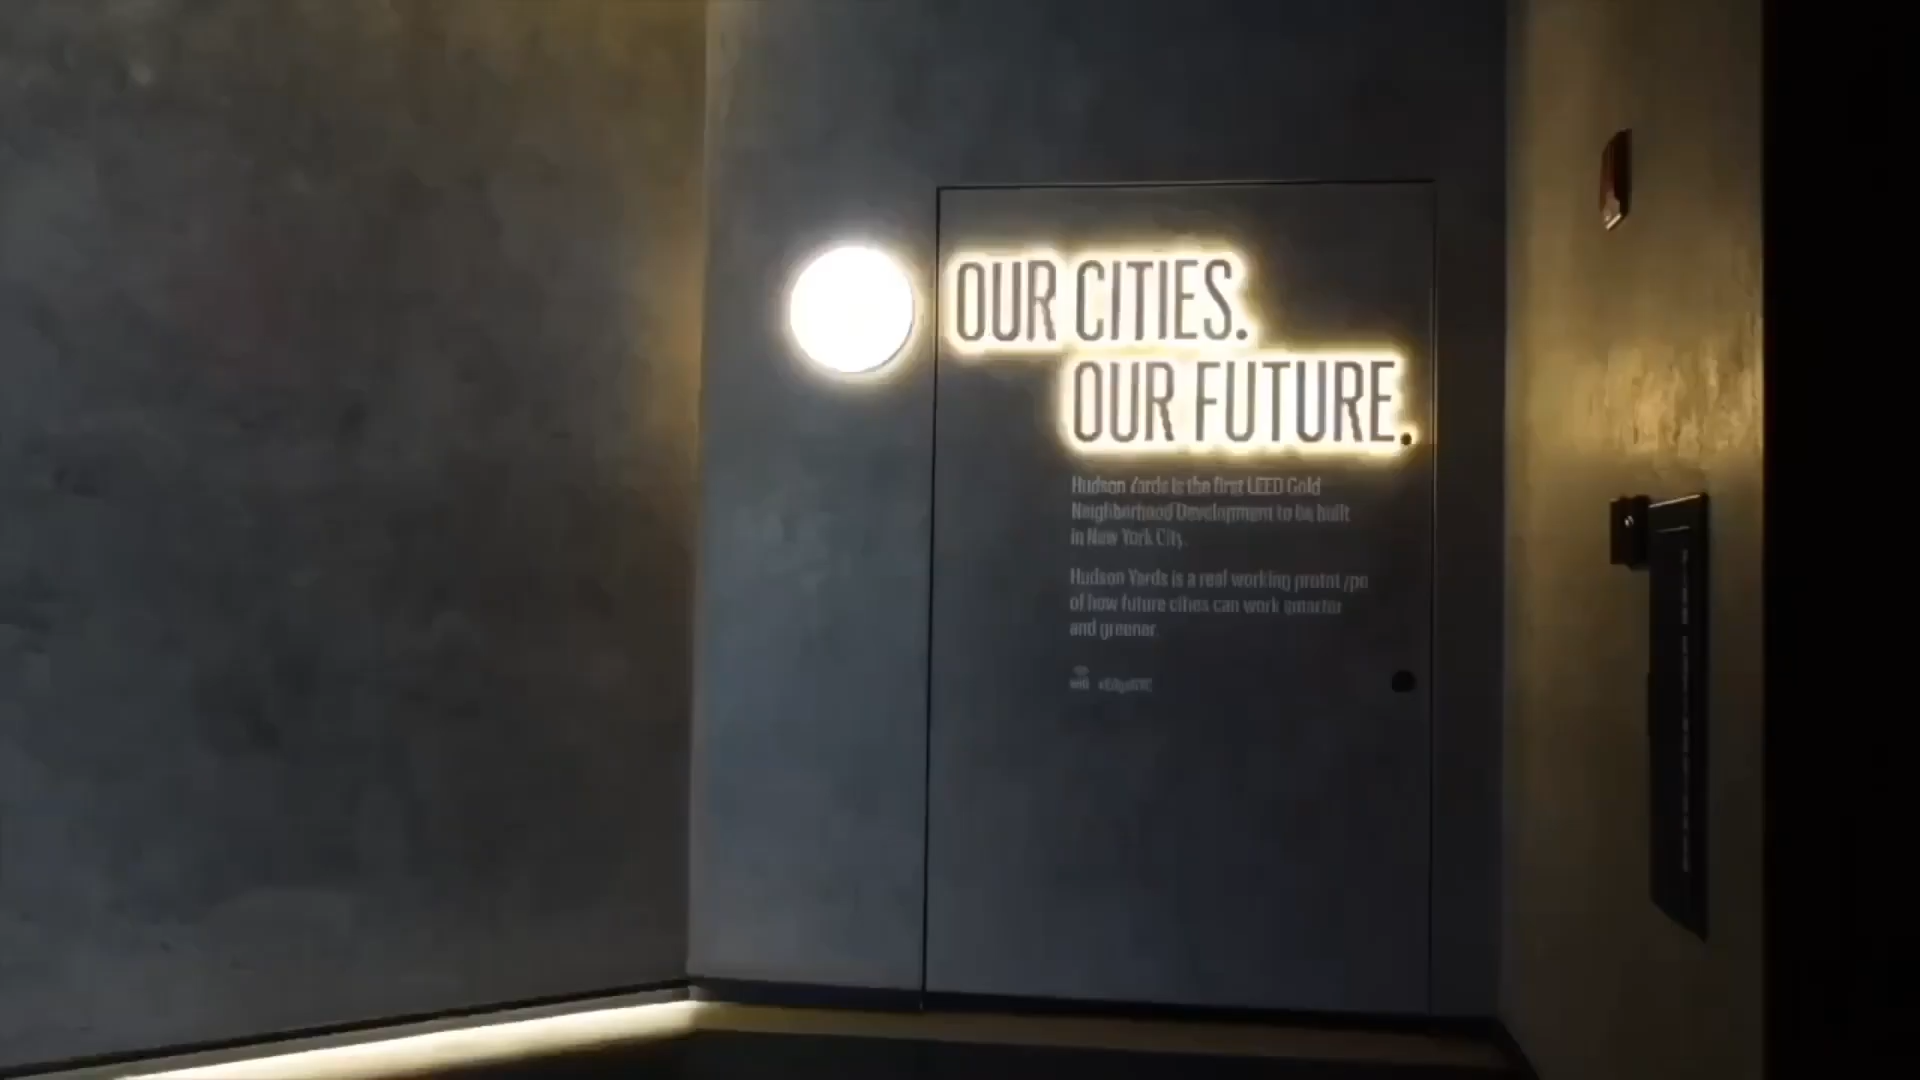 OUR CITIES.
OUR FUTURE.
Hudson Yards is the first LEED Gold
Neighborhood Development to be built
in New York City.
Hudson Yards is a real working prototype
of how future cities can work smarter
and greener.